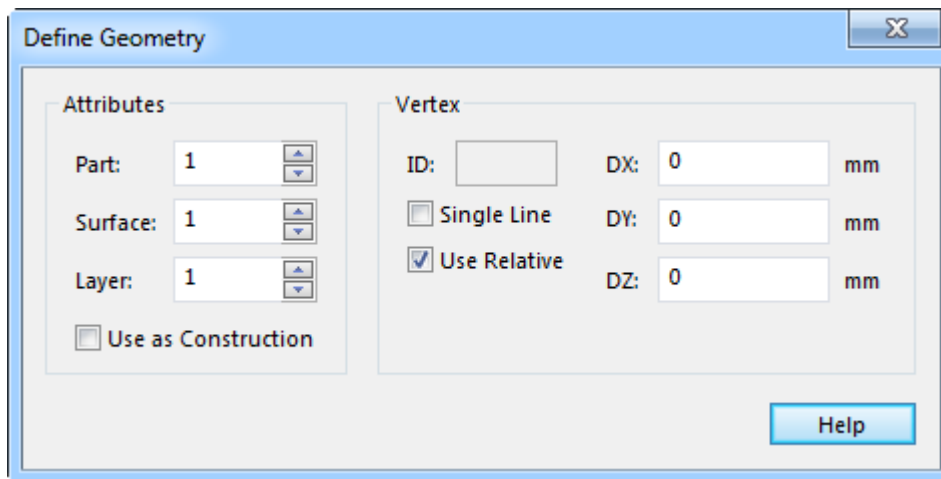 Define Geometry
Attributes
Part: 1
Surface: 1
Layer: 1
Use as Construction
Vertex
ID:
Single Line
Use Relative
DX: 0 mm
DY: 0 mm
DZ: 0 mm
Help